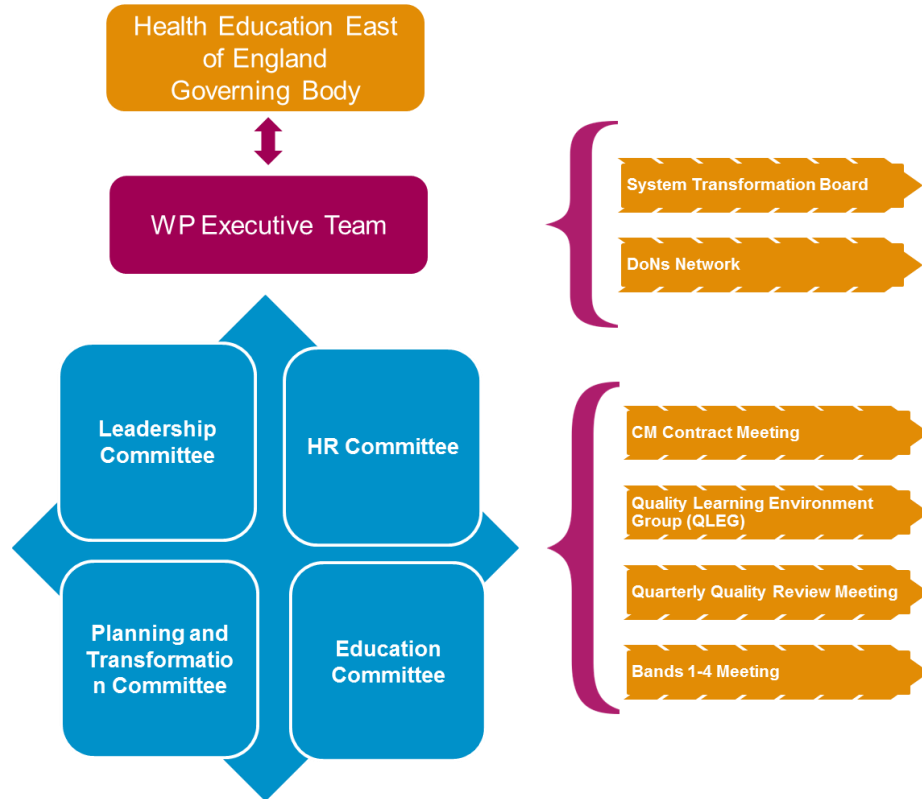 Health Education East
of England
Governing Body
WP Executive Team
System Transformation Board
DoNs Network
Leadership
Committee
HR Committee
Planning and
Transformatio
n Committee
Education
Committee
CM Contract Meeting
Quality Learning Environment
Group (QLEG)
Quarterly Quality Review Meeting
Bands 1-4 Meeting